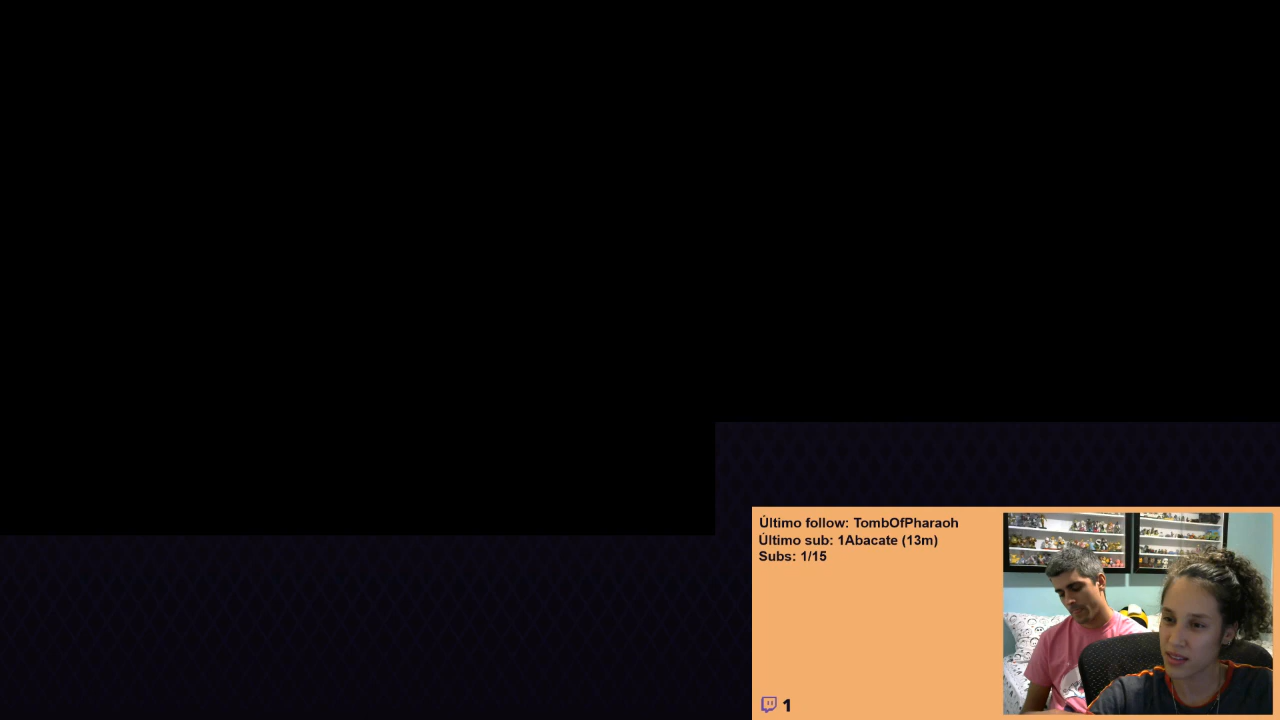 Último follow: TombOfPharaoh
Último sub: 1Abacate (13m)
Subs: 1/15
1